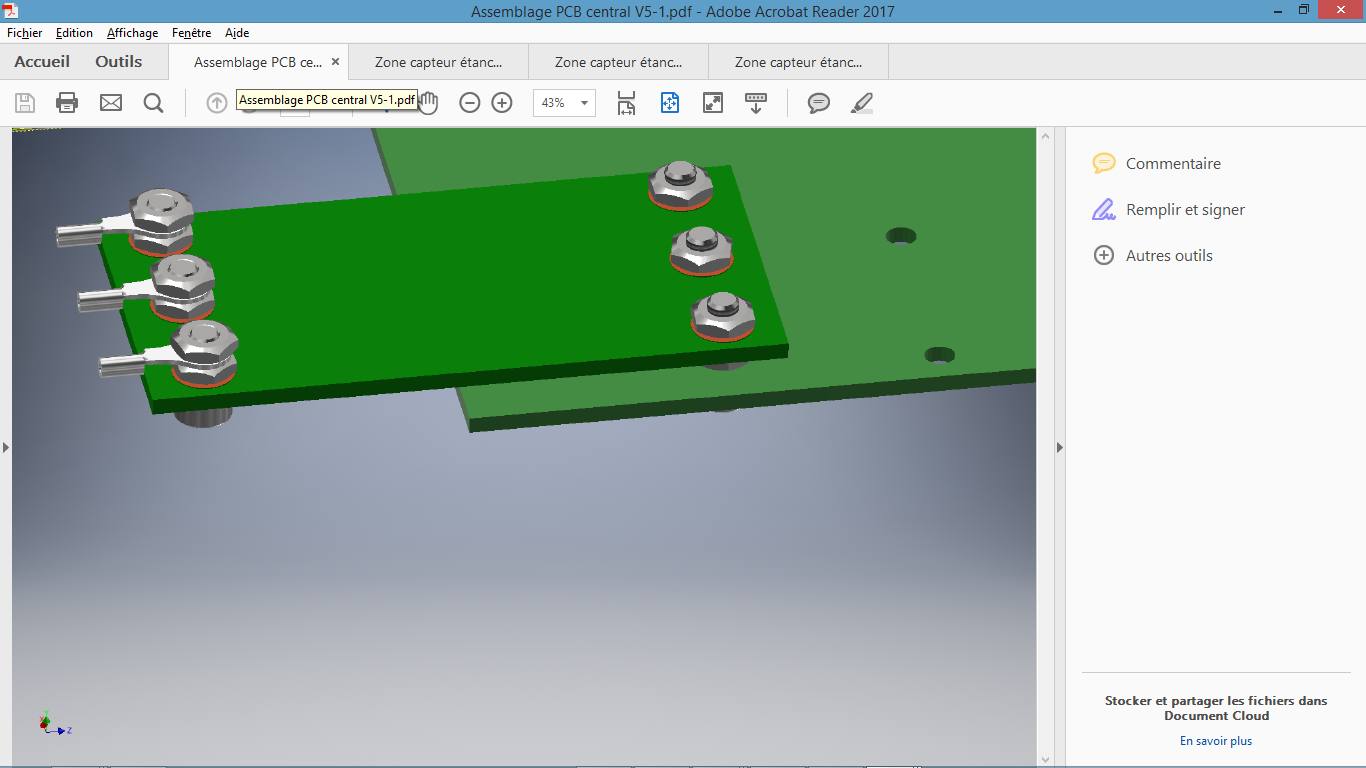 Assemblage PCB central V5-1.pdf - Adobe Acrobat Reader 2017
Fichier Edition Affichage Fenêtre Aide
Accueil Outils Assemblage PCB ce... × Zone capteur étanc... Zone capteur étanc... Zone capteur étanc...
Assemblage PCB central V5-1.pdf
43%
Commentaire
Remplir et signer
Autres outils
Stocker et partager les fichiers dans
Document Cloud
En savoir plus
Z